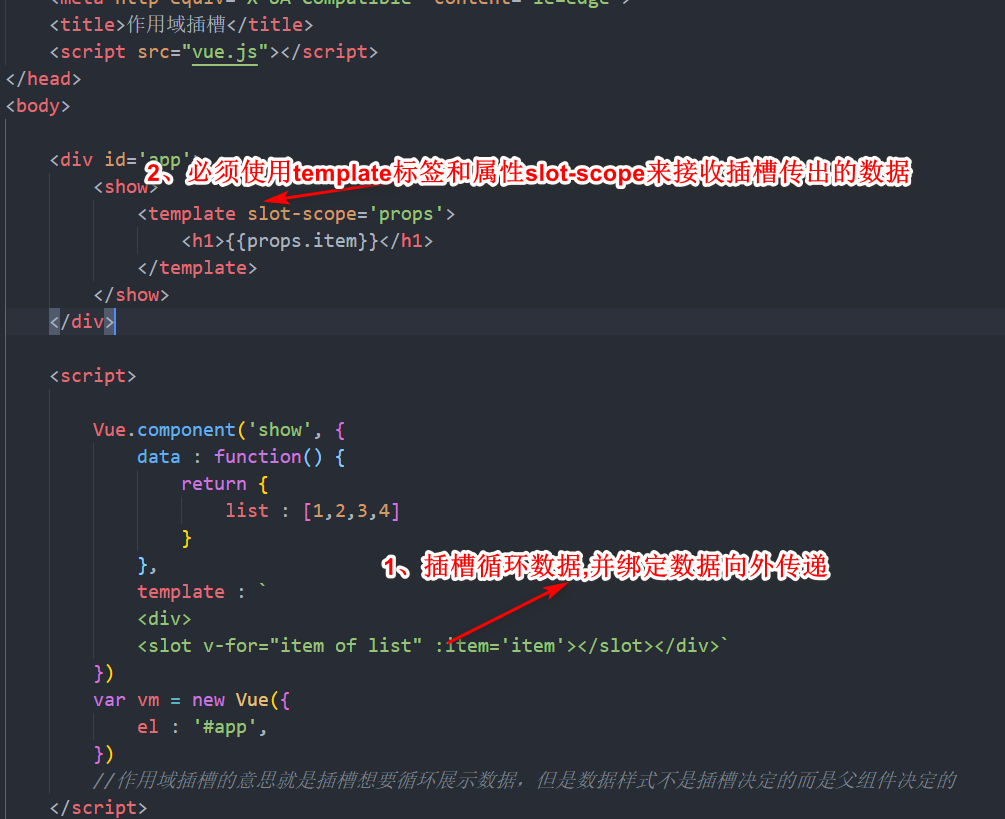 <meta http-equiv="X-UA-Compatible" content="ie=edge">
<title>作用域插槽</title>
<script src="vue.js"></script>
</head>
<body>
<div id='app'
2、必须使用template标签和属性slot-scope来接收插槽传出的数据
<show>
<template slot-scope='props'>
<h1>{{props.item}}</h1>
</template>
</show>
</div>
<script>
Vue.component('show', {
data : function() {
return {
list : [1,2,3,4]
}
},
1、插槽循环数据,并绑定数据向外传递
template : `
<div>
<slot v-for="item of list" :item='item'></slot></div>`
})
var vm = new Vue({
el : '#app',
})
//作用域插槽的意思就是插槽想要循环展示数据，但是数据样式不是插槽决定的而是父组件决定的
</script>